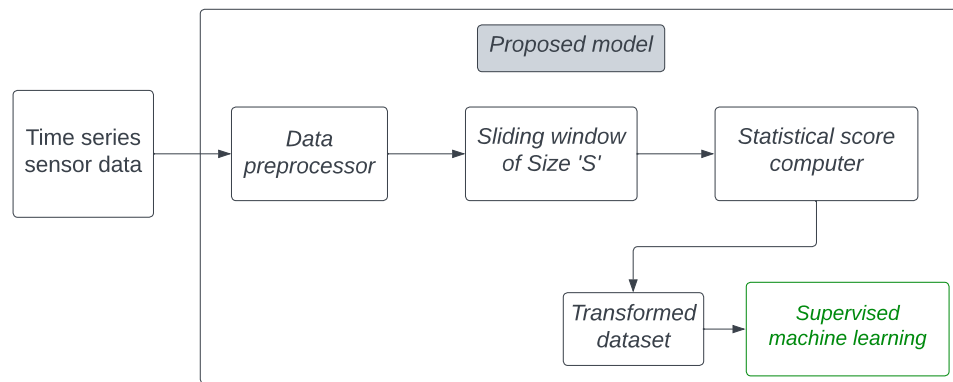 Proposed model
Time series
sensor data
Data
preprocessor
Sliding window
of Size 'S'
Statistical score
computer
Transformed
dataset
Supervised
machine learning